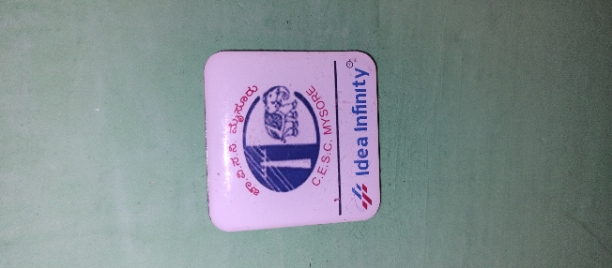 ಚಾ.ವಿ.ಸ.ನಿ ಮೈಸೂರು
C.E.S.C. MYSORE
Idea Infinity